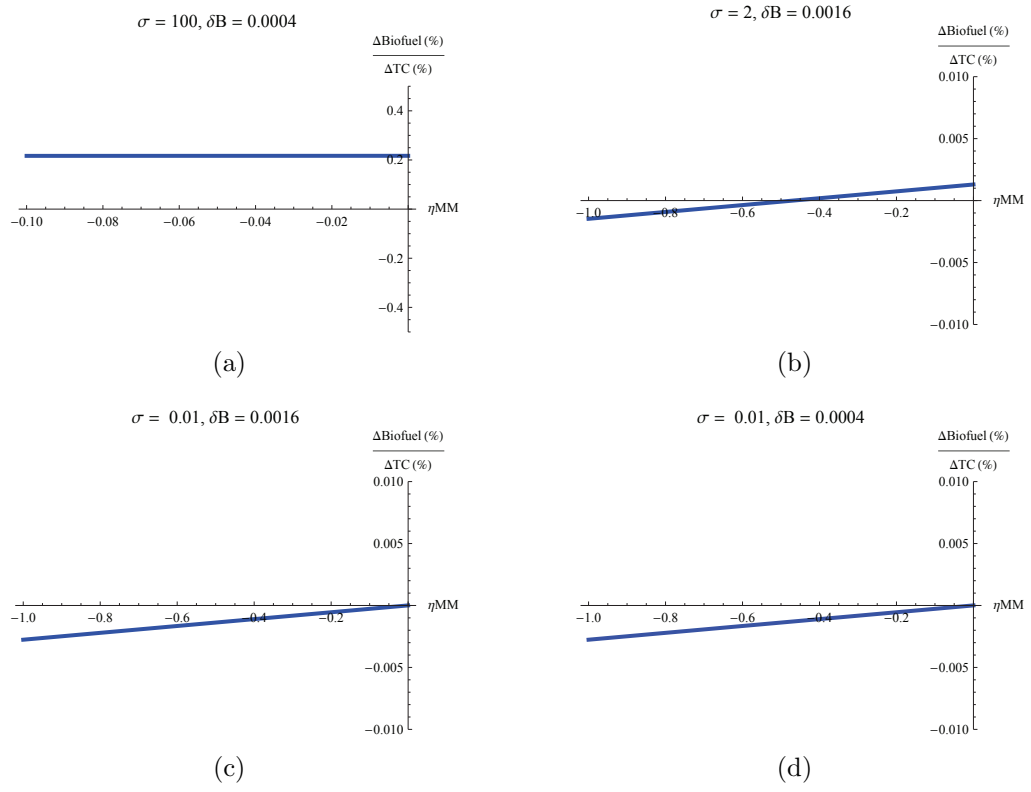 σ = 100, δB = 0.0004
ΔBiofuel (%)
ΔTC (%)
0.4
0.2
−0.10 −0.08 −0.06 −0.04 −0.02
ηMM
−0.2
−0.4
(a)
σ = 2, δB = 0.0016
ΔBiofuel (%)
ΔTC (%)
0.010
0.005
−1.0 −0.8 −0.6 −0.4 −0.2
ηMM
−0.005
−0.010
(b)
σ = 0.01, δB = 0.0016
ΔBiofuel (%)
ΔTC (%)
0.010
0.005
−1.0 −0.8 −0.6 −0.4 −0.2
ηMM
−0.005
−0.010
(c)
σ = 0.01, δB = 0.0004
ΔBiofuel (%)
ΔTC (%)
0.010
0.005
−1.0 −0.8 −0.6 −0.4 −0.2
ηMM
−0.005
−0.010
(d)